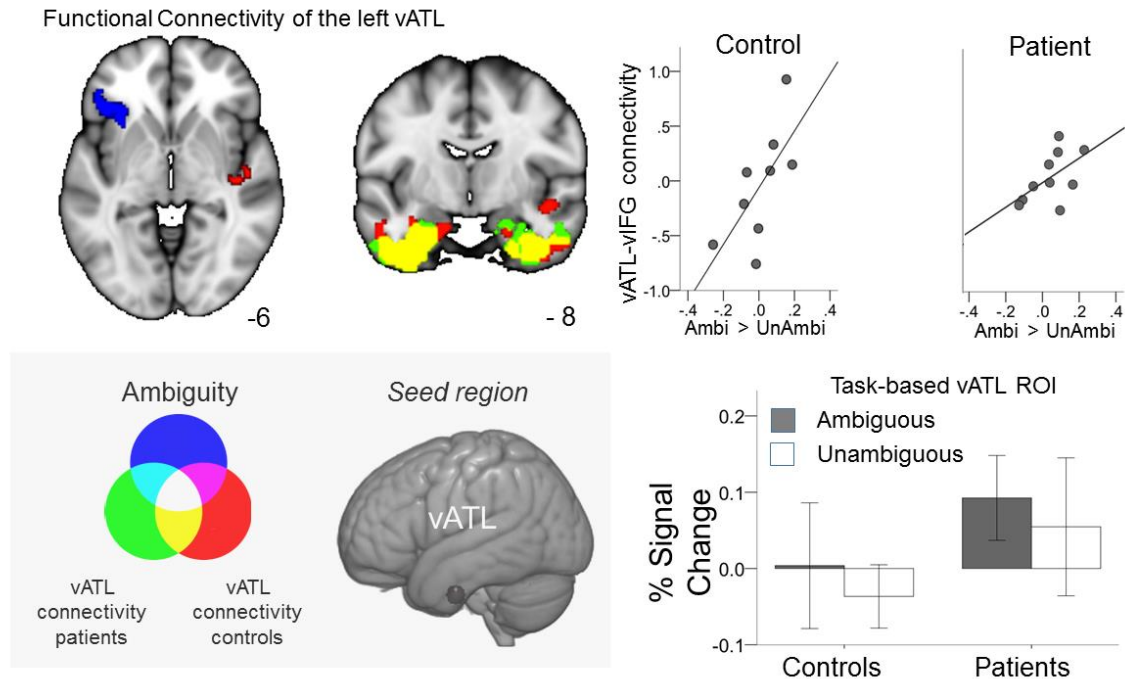 Functional Connectivity of the left vATL
-6
- 8
Control
Patient
vATL-vIFG connectivity
1.0
.5
.0
-.5
-1.0
-.4 -.2 .0 .2 .4
Ambi > UnAmbi
-.4 -.2 .0 .2 .4
Ambi > UnAmbi
Ambiguity
vATL
connectivity
patients
vATL
connectivity
controls
Seed region
vATL
Task-based vATL ROI
Ambiguous
Unambiguous
% Signal
Change
0.2
0.1
0.0
-0.1
Controls
Patients